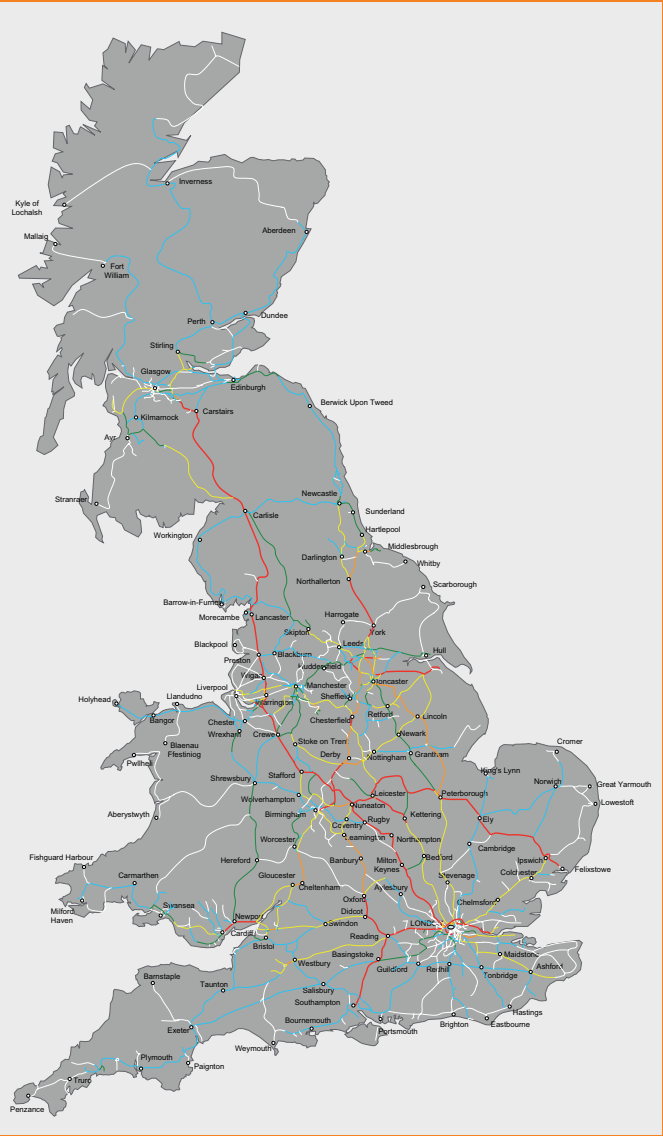 Inverness
Kyle of
Lochalsh
Aberdeen
Mallaig
Fort
William
Dundee
Perth
Stirling
Glasgow
Edinburgh
Berwick Upon Tweed
Carstairs
Kilmarnock
Ayr
Stranraer
Newcastle
Sunderland
Carlisle
Hartlepool
Workington
Middlesbrough
Darlington
Whitby
Northallerton
Scarborough
Barrow-in-Furness
Morecambe
Lancaster
Harrogate
Skipton
York
Blackpool
Leeds
Hull
Preston
Blackburn
Huddersfield
Wigan
Manchester
Doncaster
Liverpool
Sheffield
Warrington
Holyhead
Llandudno
Bangor
Chester
Chesterfield
Retford
Lincoln
Wrexham
Crewe
Newark
Stoke on Trent
Blaenau
Ffestiniog
Derby
Nottingham
Grantham
Cromer
Pwllheli
King's Lynn
Shrewsbury
Stafford
Norwich
Great Yarmouth
Leicester
Peterborough
Wolverhampton
Nuneaton
Lowestoft
Aberystwyth
Birmingham
Coventry
Rugby
Kettering
Ely
Leamington
Worcester
Northampton
Cambridge
Fishguard Harbour
Hereford
Banbury
Milton
Keynes
Bedford
Ipswich
Carmarthen
Gloucester
Cheltenham
Aylesbury
Stevenage
Colchester
Felixstowe
Milford
Haven
Swansea
Oxford
Chelmsford
Newport
Didcot
Cardiff
Swindon
LONDON
Bristol
Reading
Westbury
Basingstoke
Maidstone
Barnstaple
Guildford
Redhill
Ashford
Taunton
Tonbridge
Salisbury
Southampton
Hastings
Exeter
Bournemouth
Portsmouth
Brighton
Eastbourne
Weymouth
Plymouth
Paignton
Truro
Penzance